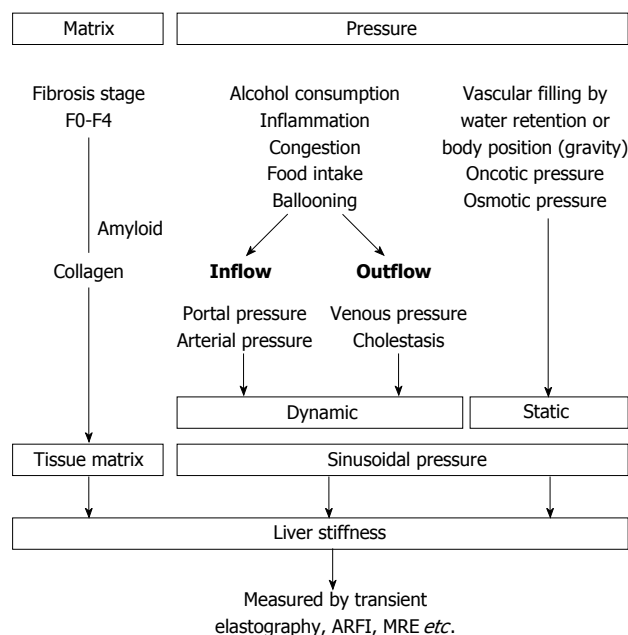 Matrix
Pressure
Fibrosis stage
F0-F4
Amyloid
Collagen
Alcohol consumption
Inflammation
Congestion
Food intake
Ballooning
Inflow
Outflow
Portal pressure
Arterial pressure
Venous pressure
Cholestasis
Vascular filling by
water retention or
body position (gravity)
Oncotic pressure
Osmotic pressure
Dynamic
Static
Tissue matrix
Sinusoidal pressure
Liver stiffness
Measured by transient
elastography, ARFI, MRE etc.